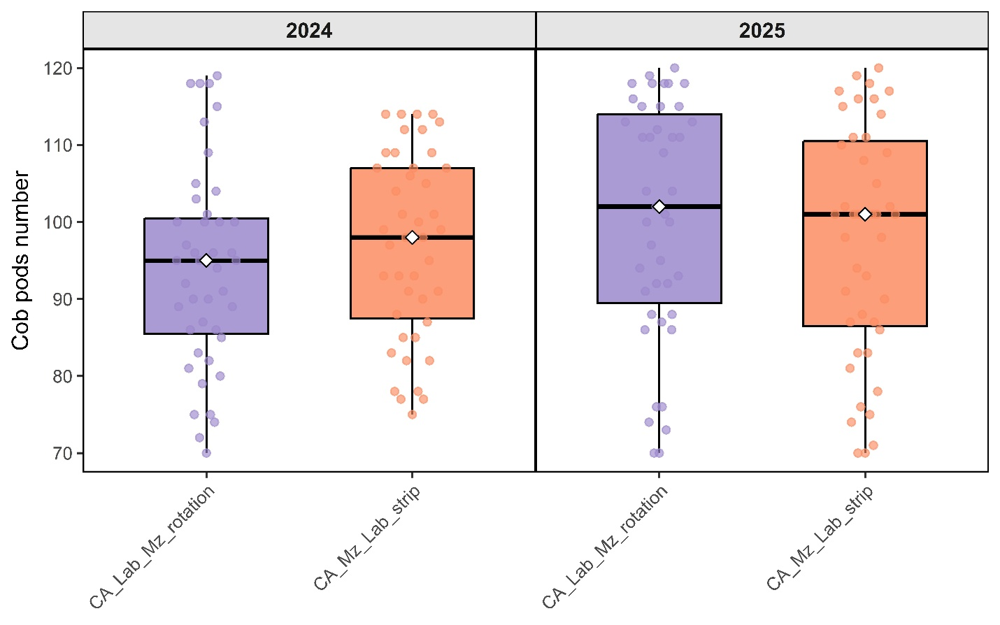 2024
2025
Cob pods number
120
110
100
90
80
70
CA_Lab_Mz_rotation
CA_Mz_Lab_strip
CA_Lab_Mz_rotation
CA_Mz_Lab_strip